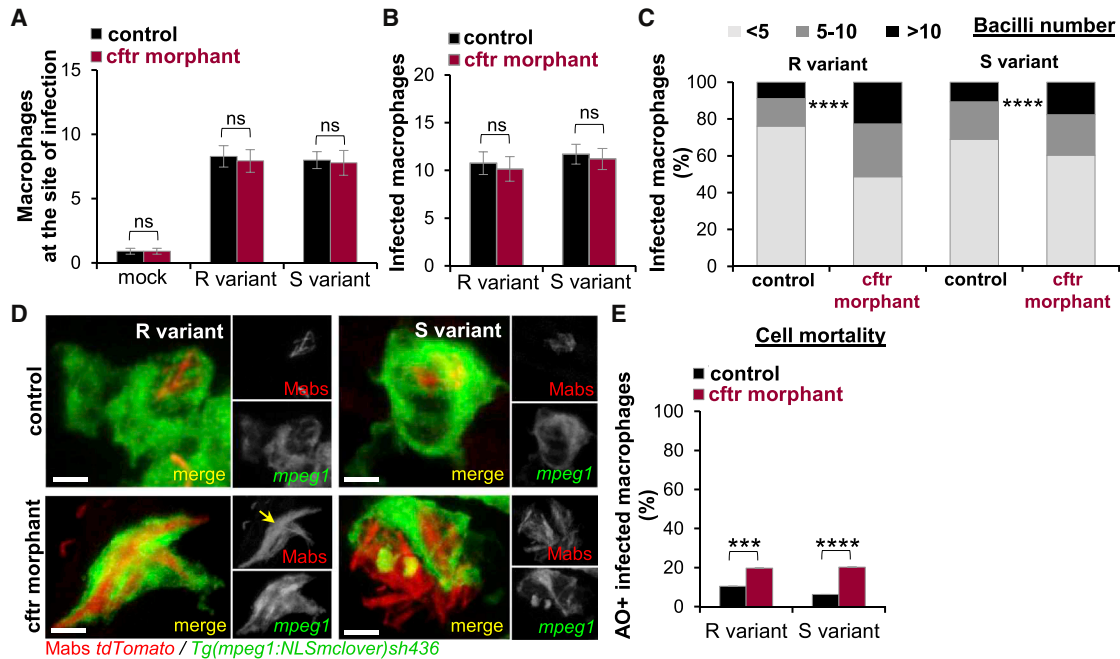 A
control
cftr morphant
Macrophages
at the site of infection
15
10
5
0
ns
ns
ns
mock
R variant
S variant
B
control
cftr morphant
Infected macrophages
20
15
10
5
0
ns
ns
R variant
S variant
C
<5
5-10
>10
Bacilli number
R variant
S variant
Infected macrophages
(%)
100
80
60
40
20
0
****
****
control
cftr
morphant
control
cftr
morphant
D
R variant
S variant
control
Mabs
merge
mpeg1
Mabs
merge
mpeg1
cftr morphant
Mabs
merge
mpeg1
Mabs
merge
mpeg1
Mabs tdTomato / Tg(mpeg1:NLSmclover)sh436
E
Cell mortality
control
cftr morphant
AO+ infected macrophages
(%)
100
80
60
40
20
0
***
****
R variant
S variant